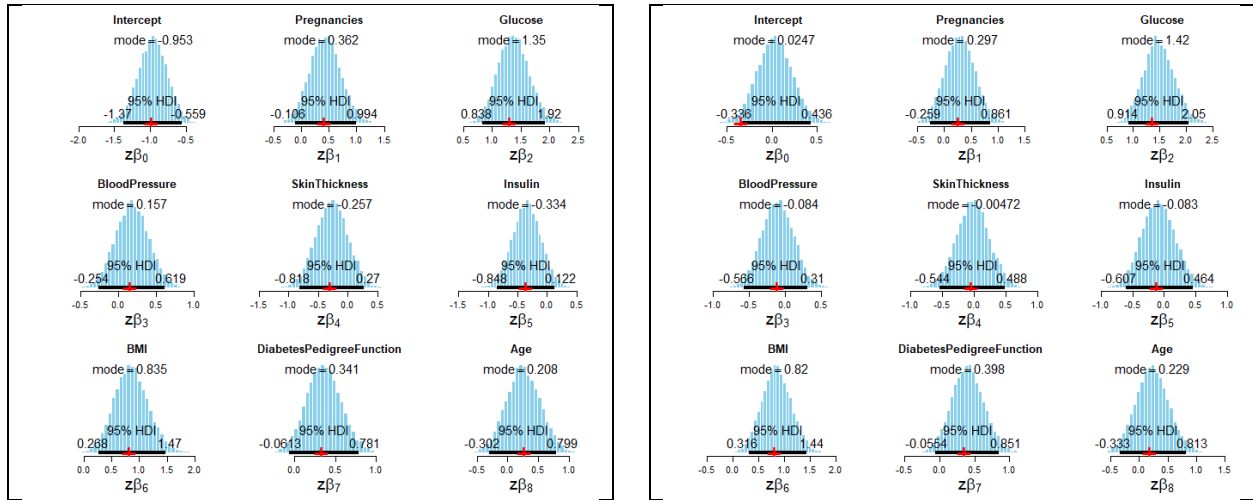 Intercept Pregnancies Glucose
mode = -0.953 mode = 0.362 mode = 1.35
95% HDI 95% HDI 95% HDI
-1.37 -0.559 -0.106 0.994 0.838 1.92
-2.0 -1.5 -1.0 -0.5 0.0 -0.5 0.0 0.5 1.0 1.5 0.5 1.0 1.5 2.0 2.5
zβ0 zβ1 zβ2
BloodPressure SkinThickness Insulin
mode = 0.157 mode = -0.257 mode = -0.334
95% HDI 95% HDI 95% HDI
-0.254 0.619 -0.818 0.27 -0.848 0.122
-0.5 0.0 0.5 1.0 -1.5 -1.0 -0.5 0.0 0.5 -1.5 -1.0 -0.5 0.0 0.5
zβ3 zβ4 zβ5
BMI DiabetesPedigreeFunction Age
mode = 0.835 mode = 0.341 mode = 0.208
95% HDI 95% HDI 95% HDI
0.268 1.47 -0.0613 0.781 -0.302 0.799
0.0 0.5 1.0 1.5 2.0 -0.5 0.0 0.5 1.0 -0.5 0.0 0.5 1.0
zβ6 zβ7 zβ8
Intercept Pregnancies Glucose
mode = 0.0247 mode = 0.297 mode = 1.42
95% HDI 95% HDI 95% HDI
-0.336 0.436 -0.259 0.861 0.914 2.05
-0.5 0.0 0.5 -0.5 0.0 0.5 1.0 1.5 0.5 1.0 1.5 2.0 2.5
zβ0 zβ1 zβ2
BloodPressure SkinThickness Insulin
mode = -0.084 mode = -0.00472 mode = -0.083
95% HDI 95% HDI 95% HDI
-0.566 0.31 -0.544 0.488 -0.607 0.464
-1.0 -0.5 0.0 0.5 -1.0 -0.5 0.0 0.5 1.0 -1.0 -0.5 0.0 0.5 1.0
zβ3 zβ4 zβ5
BMI DiabetesPedigreeFunction Age
mode = 0.82 mode = 0.398 mode = 0.229
95% HDI 95% HDI 95% HDI
0.316 1.44 -0.0554 0.851 -0.333 0.813
-0.5 0.0 0.5 1.0 1.5 2.0 -0.5 0.0 0.5 1.0 -0.5 0.0 0.5 1.0
zβ6 zβ7 zβ8